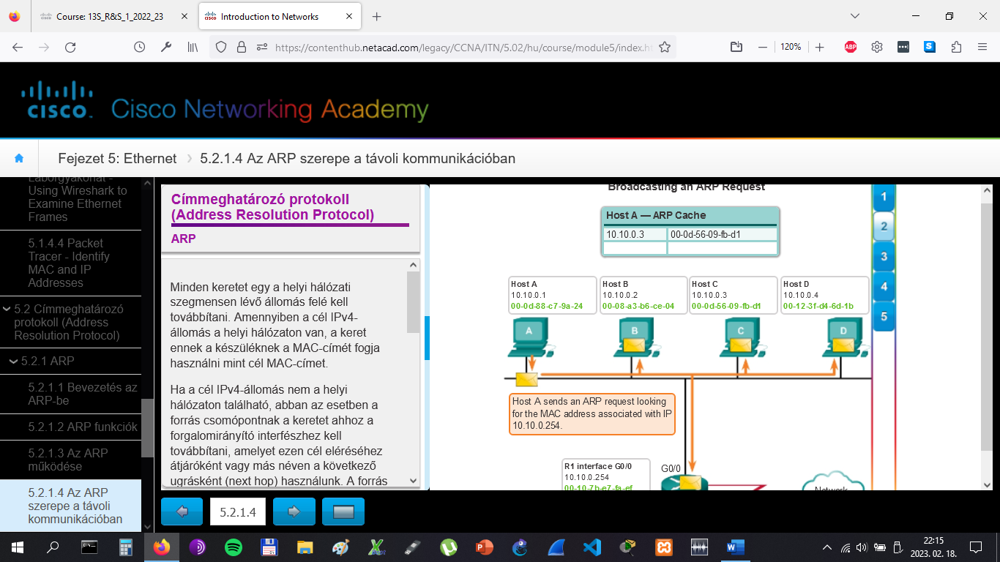 Course: 13S_R&S_1_2022_23
Introduction to Networks
https://contenthub.netacad.com/legacy/CCNA/ITN/5.02/hu/course/module5/index.h
120%
ABP
S
CISCO
Cisco Networking Academy
Fejezet 5: Ethernet
5.2.1.4 Az ARP szerepe a távoli kommunikációban
Laborgyakorlat -
Using Wireshark to
Examine Ethernet
Frames
5.1.4.4 Packet
Tracer - Identify
MAC and IP
Addresses
5.2 Címmeghatározó
protokoll (Address
Resolution Protocol)
5.2.1 ARP
5.2.1.1 Bevezetés az
ARP-be
5.2.1.2 ARP funkciók
5.2.1.3 Az ARP
működése
5.2.1.4 Az ARP
szerepe a távoli
kommunikációban
Címmeghatározó protokoll
(Address Resolution Protocol)
ARP
Minden keretet egy a helyi hálózati
szegmensen lévő állomás felé kell
továbbítani. Amennyiben a cél IPv4-
állomás a helyi hálózaton van, a keret
ennek a készüléknek a MAC-címét fogja
használni mint cél MAC-címet.
Ha a cél IPv4-állomás nem a helyi
hálózaton található, abban az esetben a
forrás csomópontnak a keretet ahhoz a
forgalomirányító interfészhez kell
továbbítani, amelyet ezen cél eléréséhez
átjáróként vagy más néven a következő
ugrásként (next hop) használunk. A forrás
5.2.1.4
Broadcasting an ARP Request
Host A — ARP Cache
10.10.0.3 00-0d-56-09-fb-d1
Host A
10.10.0.1
00-0d-88-c7-9a-24
Host B
10.10.0.2
00-08-a3-b6-ce-04
Host C
10.10.0.3
00-0d-56-09-fb-d1
Host D
10.10.0.4
00-12-3f-d4-6d-1b
A
B
C
D
Host A sends an ARP request looking
for the MAC address associated with IP
10.10.0.254.
R1 interface G0/0
10.10.0.254
00-10-7b-e7-fa-ef
G0/0
Network
1
2
3
4
5
22:15
2023. 02. 18.